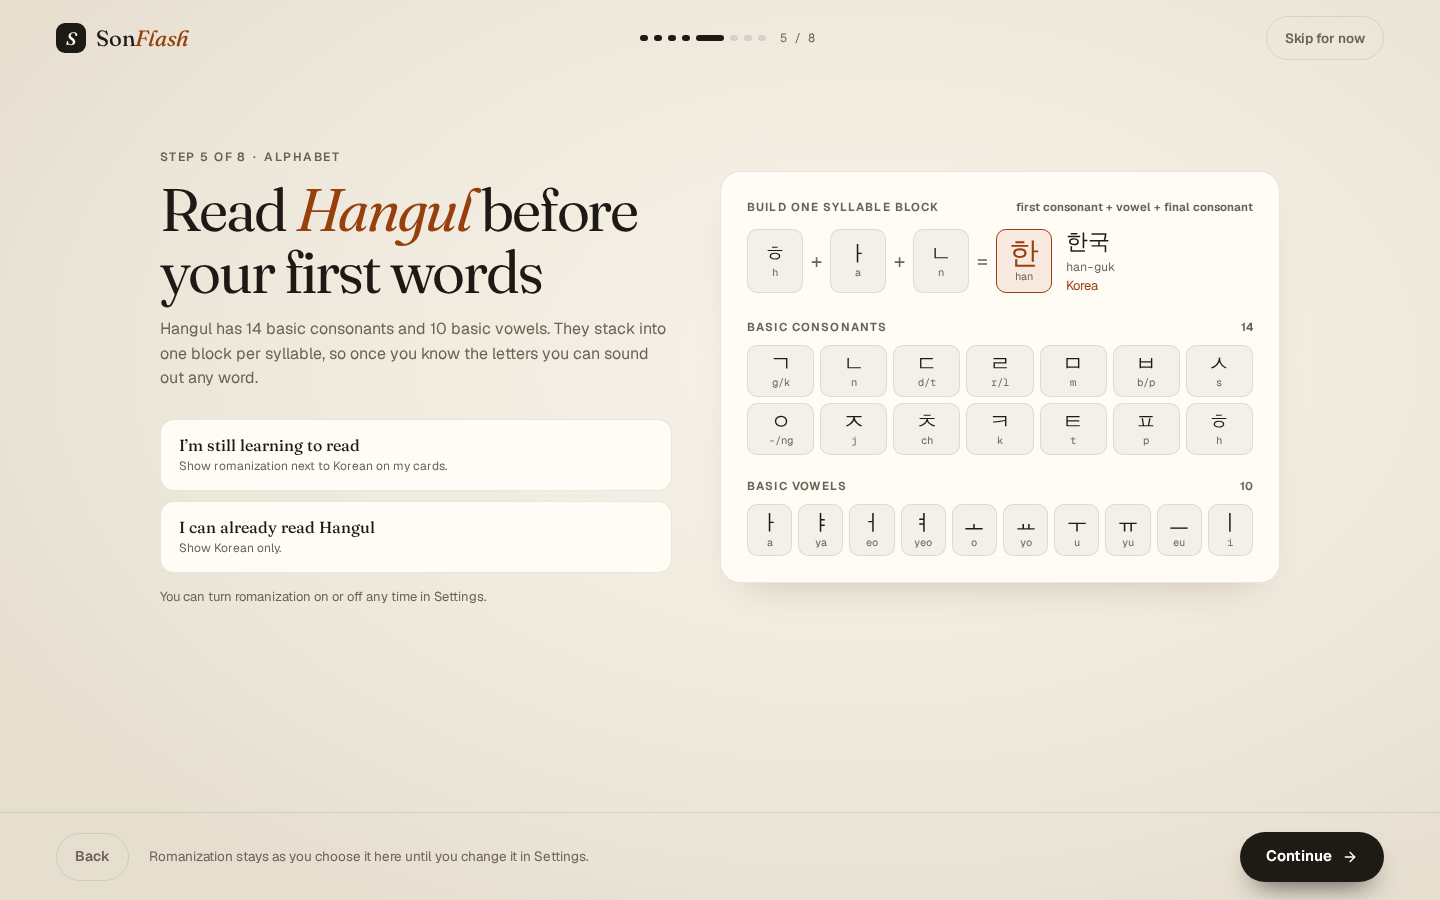 S SonFlash
5 / 8
Skip for now
STEP 5 OF 8 · ALPHABET
Read Hangul before
your first words
Hangul has 14 basic consonants and 10 basic vowels. They stack into
one block per syllable, so once you know the letters you can sound
out any word.
I'm still learning to read
Show romanization next to Korean on my cards.
I can already read Hangul
Show Korean only.
You can turn romanization on or off any time in Settings.
BUILD ONE SYLLABLE BLOCK
first consonant + vowel + final consonant
ㅎ + ㅏ + ㄴ = 한
h a n han
한국
han-guk
Korea
BASIC CONSONANTS 14
ㄱ ㄴ ㄷ ㄹ ㅁ ㅂ ㅅ
g/k n d/t r/l m b/p s
ㅇ ㅈ ㅊ ㅋ ㅌ ㅍ ㅎ
-/ng j ch k t p h
BASIC VOWELS 10
ㅏ ㅑ ㅓ ㅕ ㅗ ㅛ ㅜ ㅠ ㅡ ㅣ
a ya eo yeo o yo u yu eu i
Back
Romanization stays as you choose it here until you change it in Settings.
Continue →